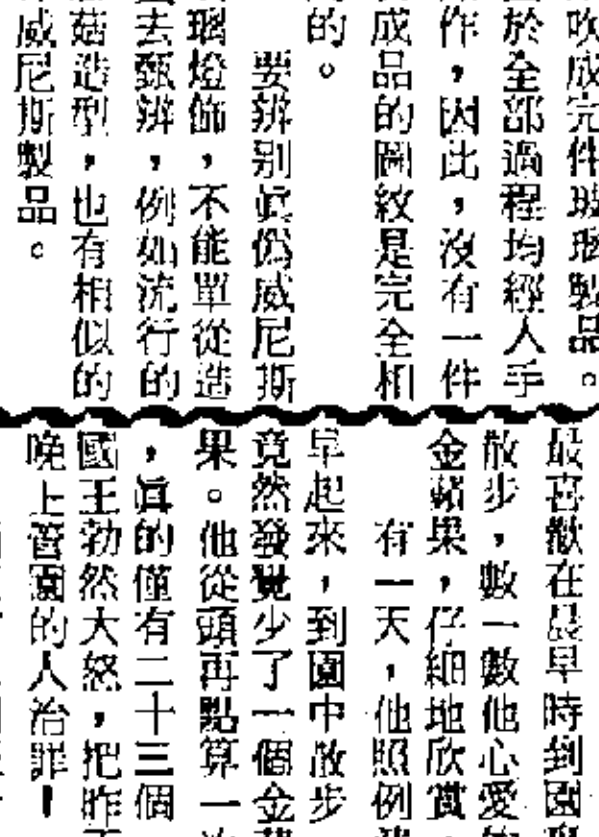 吹成完件玻璃製品。
於全部過程均經人手
作，因此，沒有一件
成品的圖紋是完全相
的。
要辨别眞僞威尼斯
璃燈飾，不能單從造
去甄辨，例如流行的
菇造型，也有相似的
威尼斯製品。
最喜歡在晨早時到園
散步，數一數他心愛
金蘋果，仔細地欣賞
有一天，他照例
早起來，到園中散步
竟然發覺少了一個金
果。他從頭再點算一
，眞的僅有二十三個
國王勃然大怒，把昨
晚上管園的人治罪！